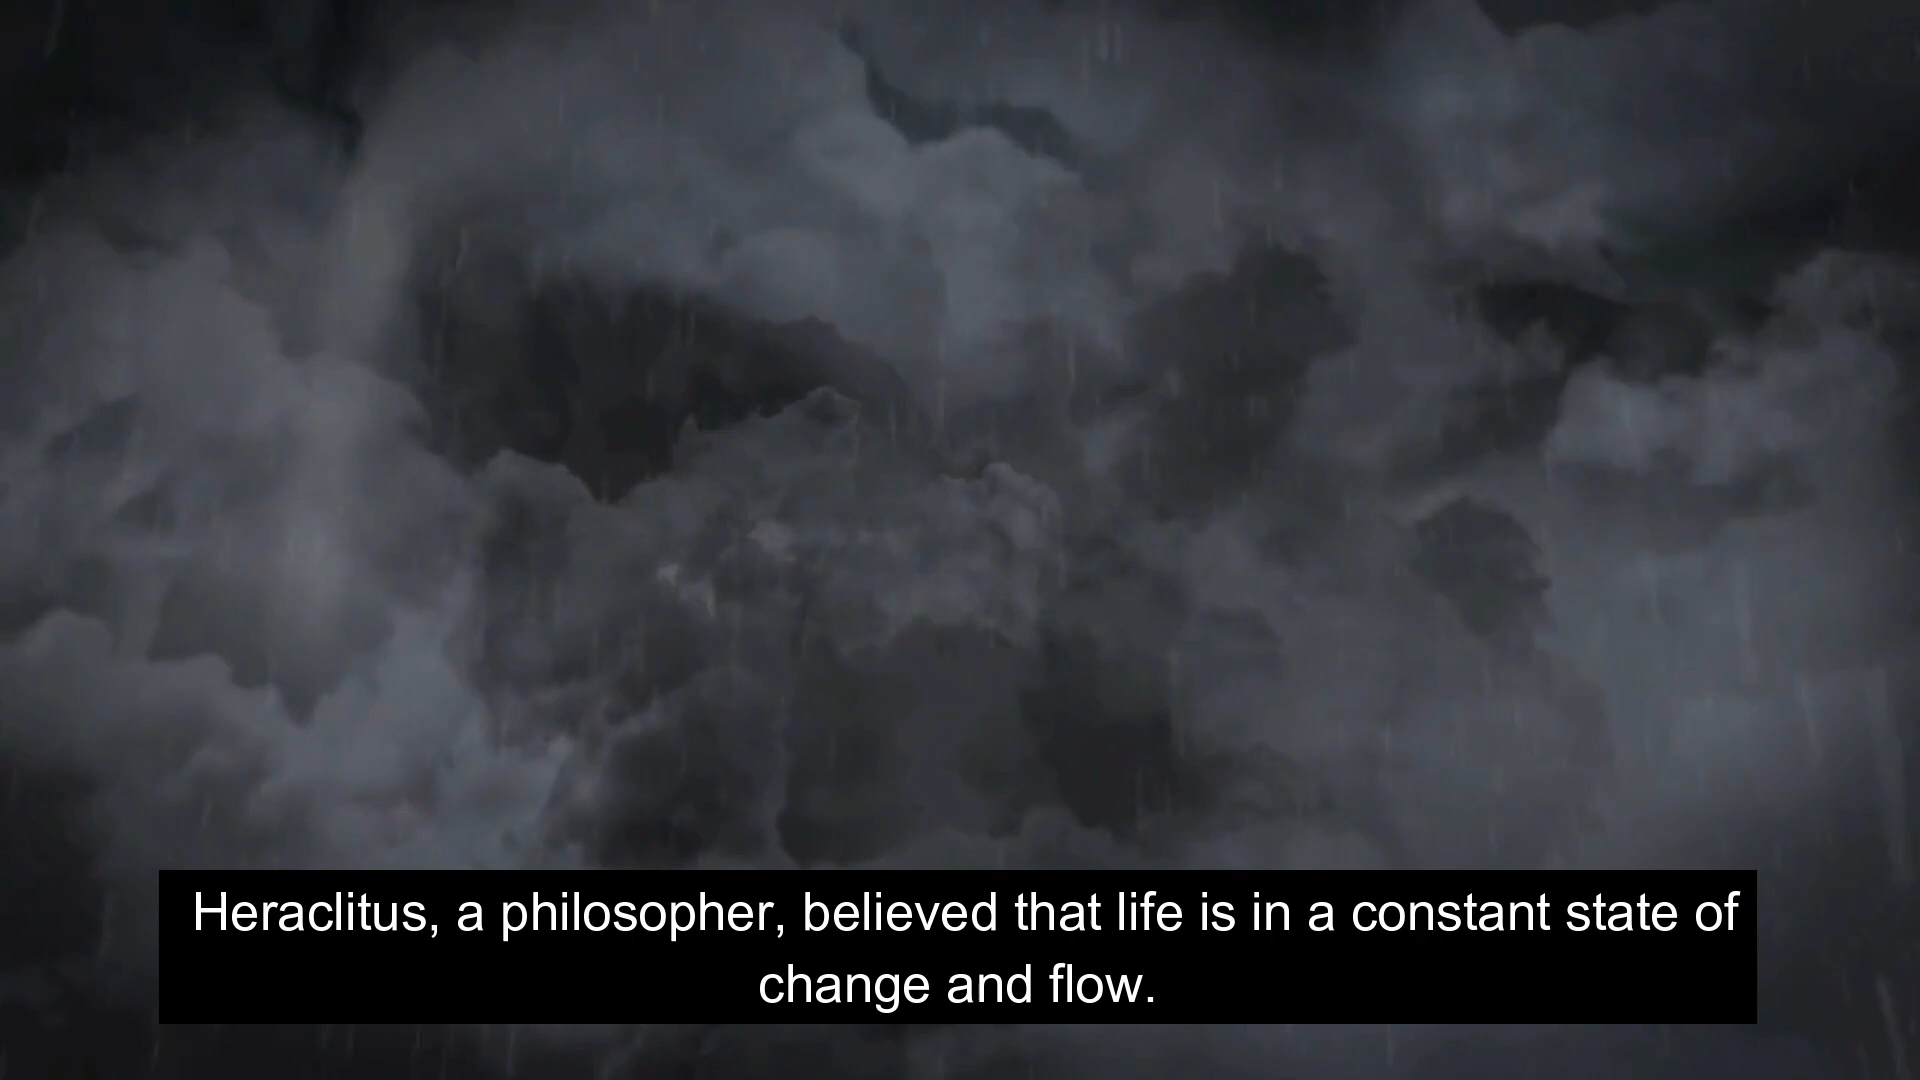 Heraclitus, a philosopher, believed that life is in a constant state of
change and flow.